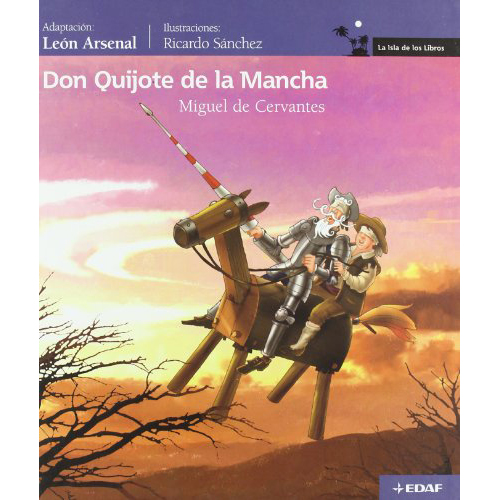 Adaptación:
León Arsenal
Ilustraciones:
Ricardo Sánchez
La Isla de los Libros
Don Quijote de la Mancha
Miguel de Cervantes
EDAF